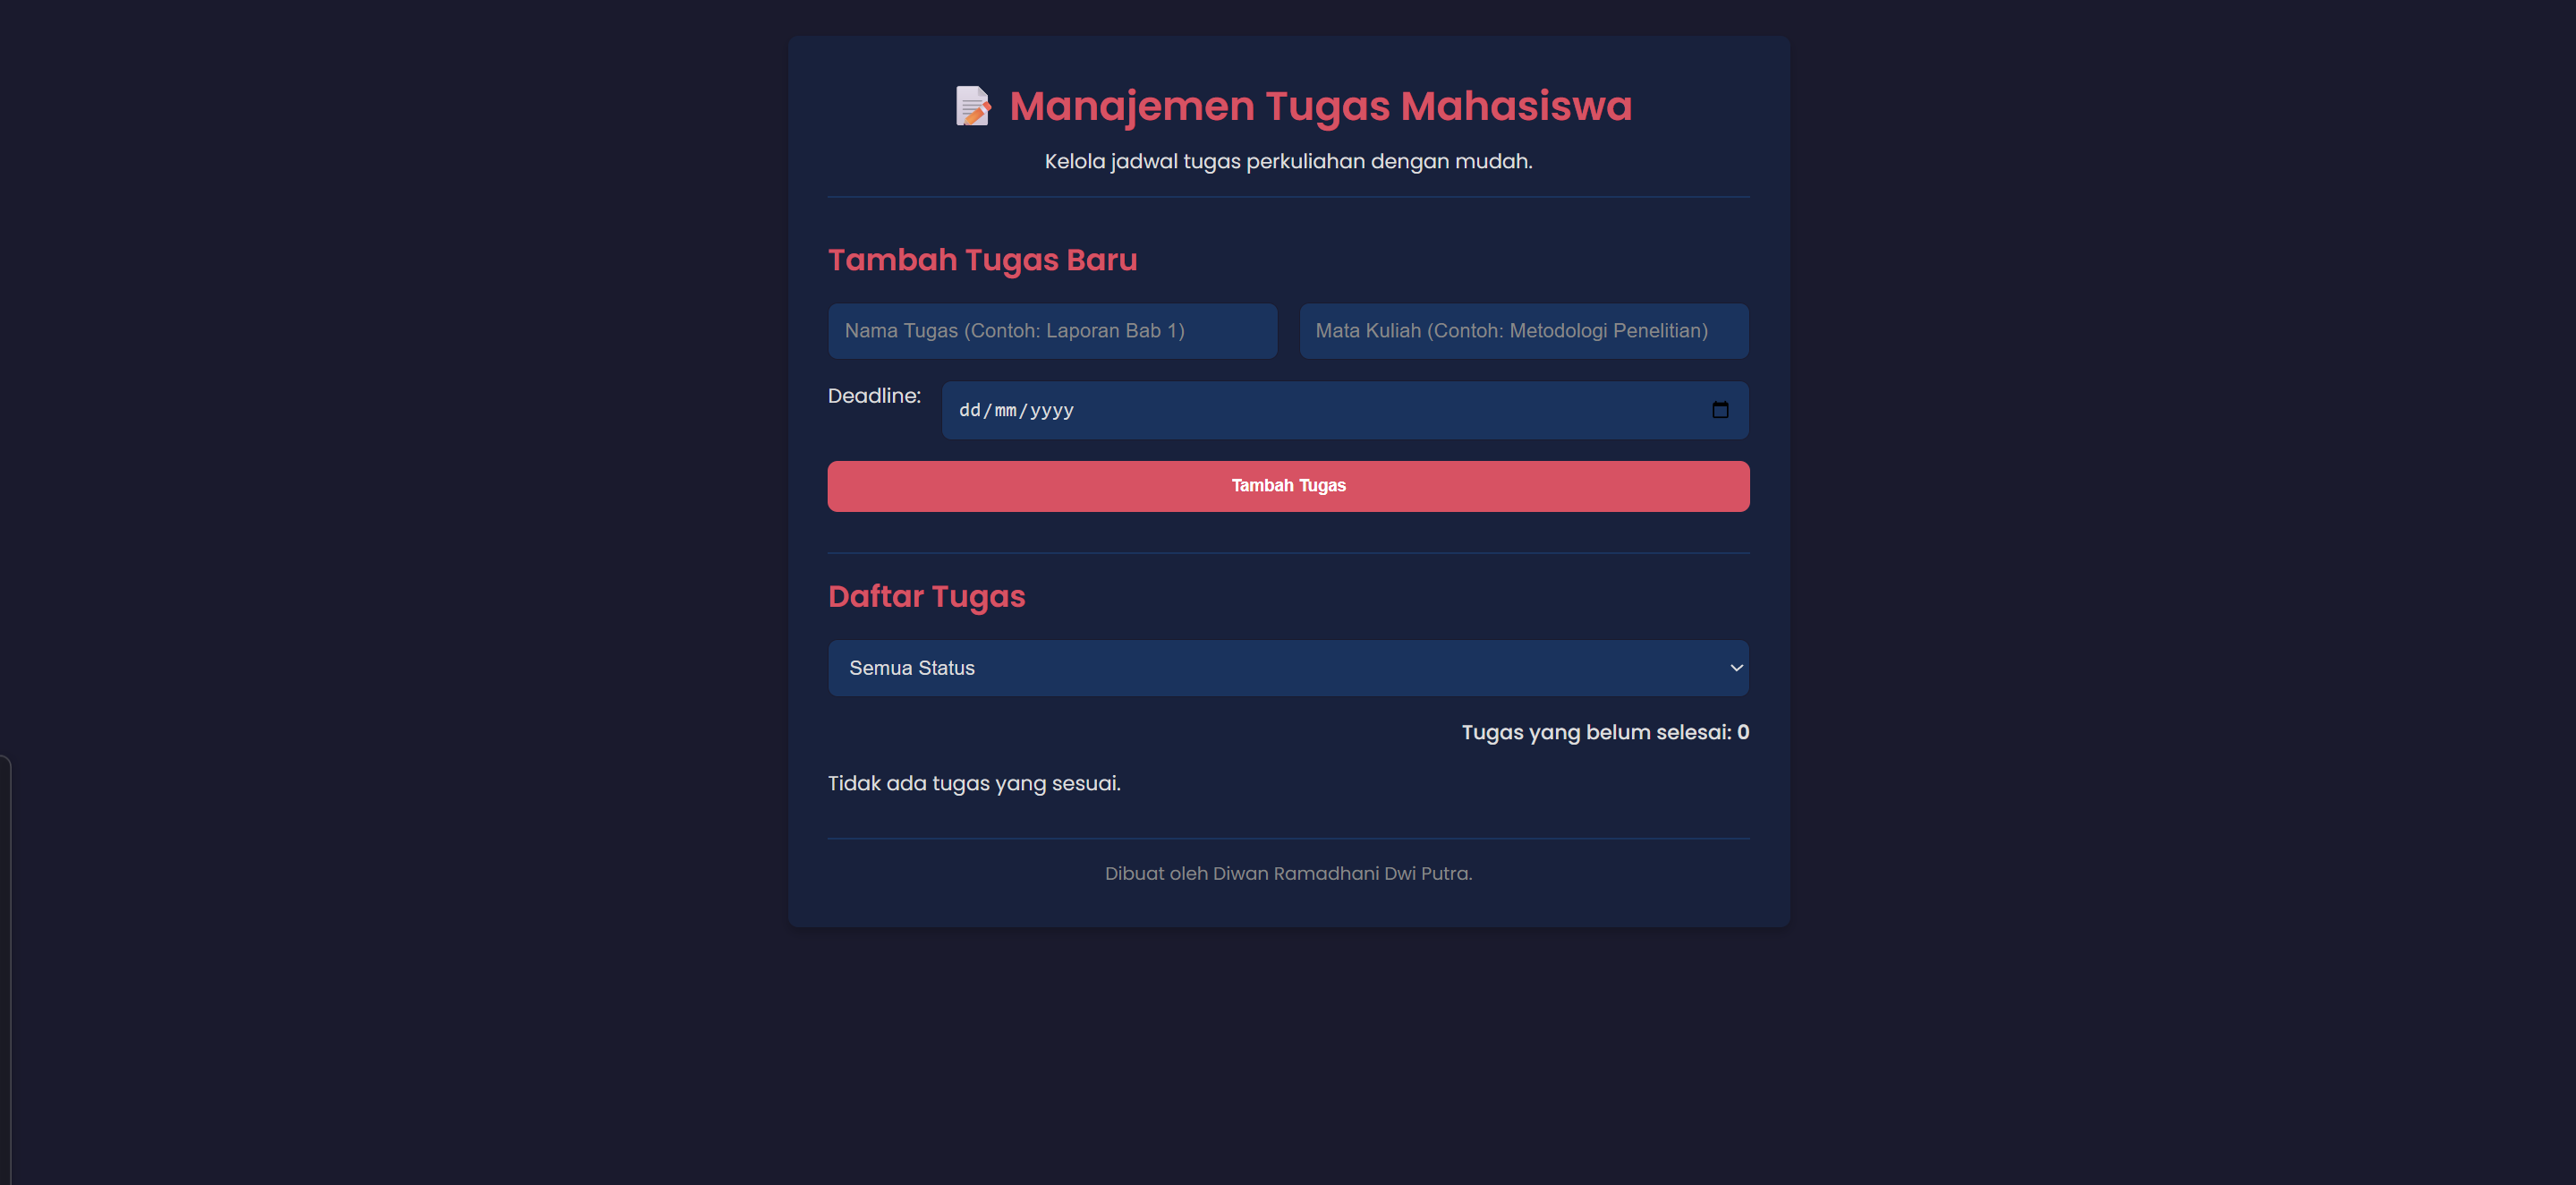 Manajemen Tugas Mahasiswa
Kelola jadwal tugas perkuliahan dengan mudah.
Tambah Tugas Baru
Nama Tugas (Contoh: Laporan Bab 1)
Mata Kuliah (Contoh: Metodologi Penelitian)
Deadline:
dd/mm/yyyy
Tambah Tugas
Daftar Tugas
Semua Status
Tugas yang belum selesai: 0
Tidak ada tugas yang sesuai.
Dibuat oleh Diwan Ramadhani Dwi Putra.